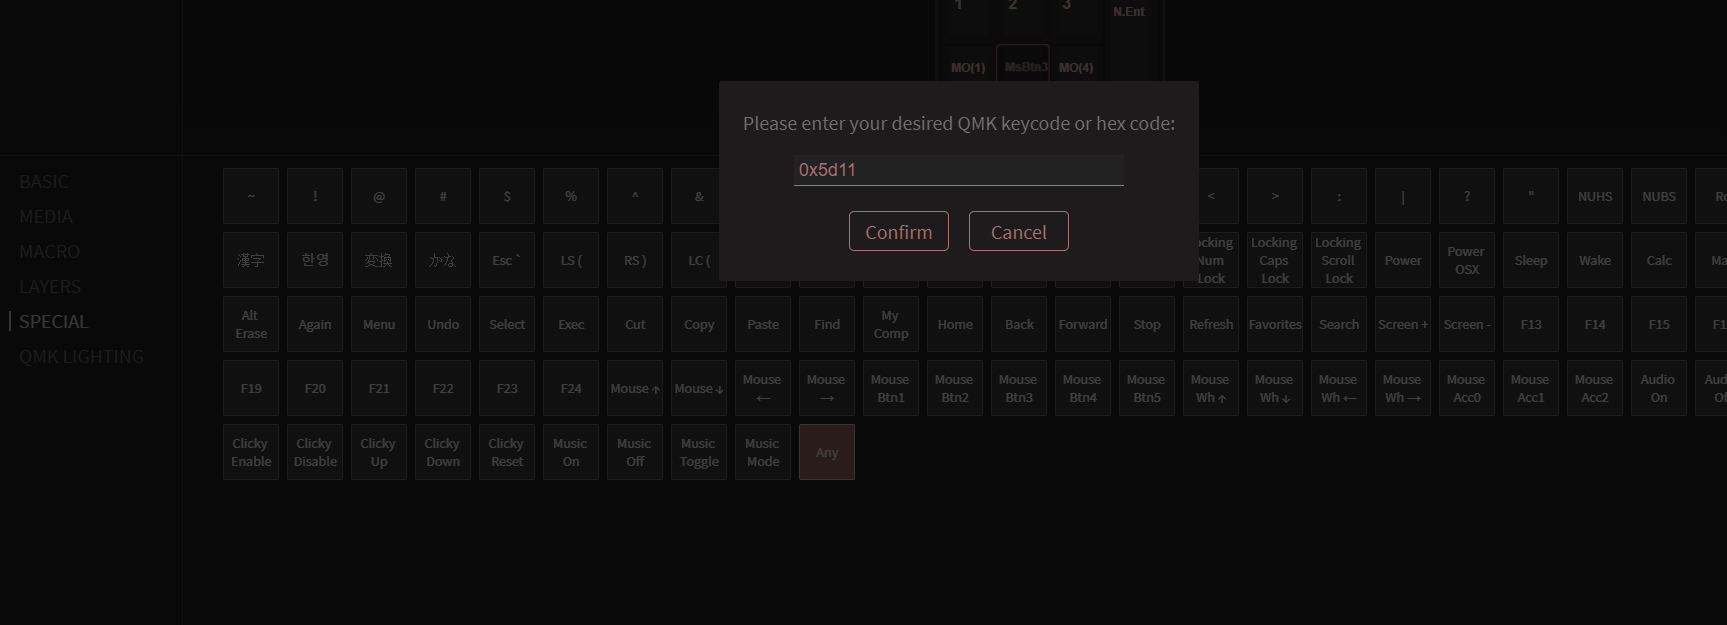 1 2 3 N.Ent
MO(1) MsBtn3 MO(4)
Please enter your desired QMK keycode or hex code:
0x5d11
Confirm Cancel
BASIC
MEDIA
MACRO
LAYERS
SPECIAL
QMK LIGHTING
~ ! @ # $ % ^ & < > : | ? " NUHS NUBS
漢字 한영 変換 かな Esc ` LS ( RS ) LC ( Num Lock Locking Caps Lock Locking Scroll Lock Power Power OSX Sleep Wake Calc
Alt Erase Again Menu Undo Select Exec Cut Copy Paste Find My Comp Home Back Forward Stop Refresh Favorites Search Screen + Screen - F13 F14 F15
F19 F20 F21 F22 F23 F24 Mouse ↑ Mouse ↓ Mouse ← Mouse → Mouse Btn1 Mouse Btn2 Mouse Btn3 Mouse Btn4 Mouse Btn5 Mouse Wh ↑ Mouse Wh ↓ Mouse Wh ← Mouse Wh → Mouse Acc0 Mouse Acc1 Mouse Acc2 Audio On
Clicky Enable Clicky Disable Clicky Up Clicky Down Clicky Reset Music On Music Off Music Toggle Music Mode Any